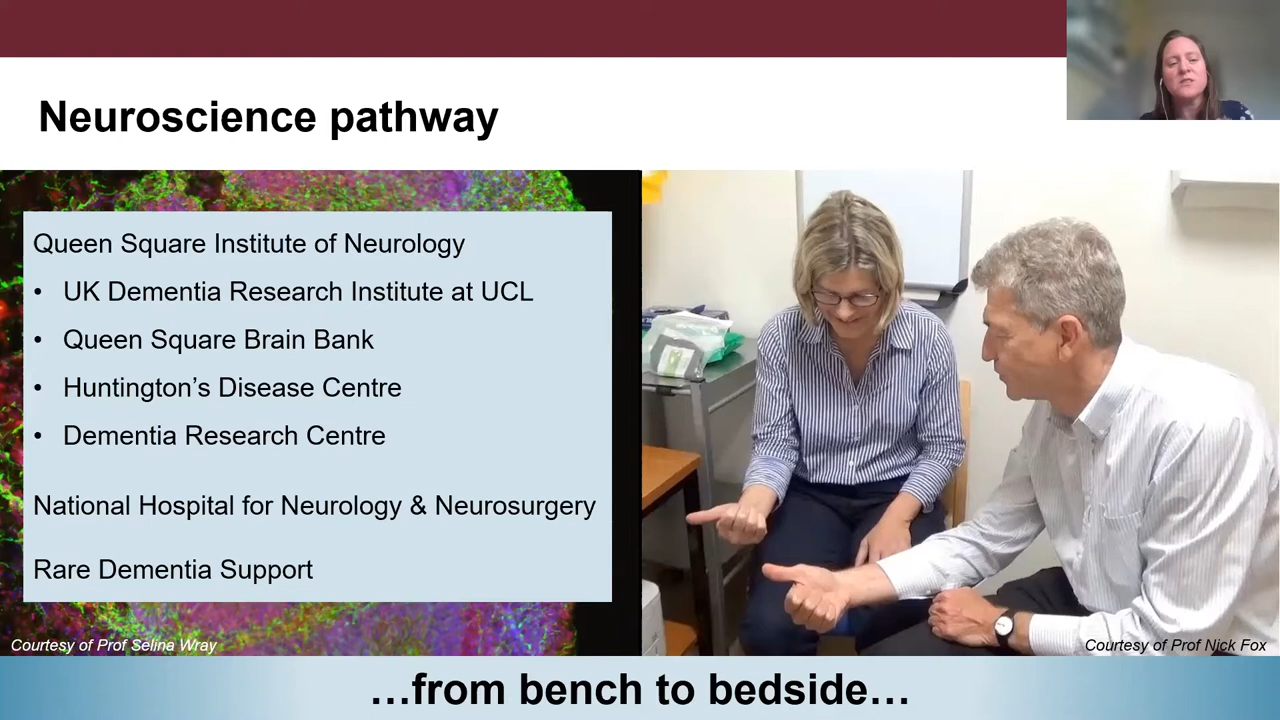 Neuroscience pathway
Queen Square Institute of Neurology
• UK Dementia Research Institute at UCL
• Queen Square Brain Bank
• Huntington’s Disease Centre
• Dementia Research Centre
National Hospital for Neurology & Neurosurgery
Rare Dementia Support
Courtesy of Prof Selina Wray
Courtesy of Prof Nick Fox
…from bench to bedside…